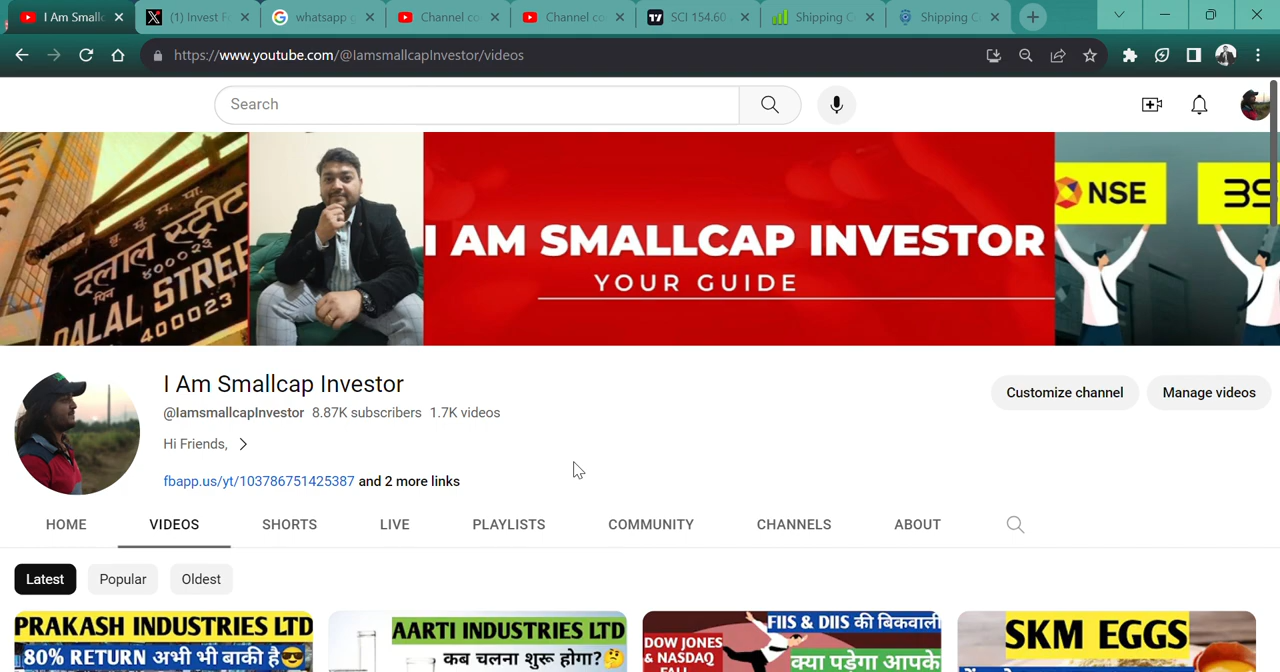 I Am Small
(1) Invest F
whatsapp g
Channel co
Channel co
SCI 154.60
Shipping C
Shipping C
https://www.youtube.com/@IamsmallcapInvestor/videos
Search
दलाल स्ट्रीट
पिन ४०००२३
DALAL STREE
400023
I AM SMALLCAP INVESTOR
YOUR GUIDE
NSE
BS
I Am Smallcap Investor
@IamsmallcapInvestor 8.87K subscribers 1.7K videos
Hi Friends,
fbapp.us/yt/103786751425387 and 2 more links
Customize channel
Manage videos
HOME
VIDEOS
SHORTS
LIVE
PLAYLISTS
COMMUNITY
CHANNELS
ABOUT
Latest
Popular
Oldest
PRAKASH INDUSTRIES LTD
80% RETURN अभी भी बाकी है
AARTI INDUSTRIES LTD
कब चलना शुरू होगा?
FIIS & DIIS की बिकवाली
DOW JONES
& NASDAQ
FALL
क्या पड़ेगा आपके
SKM EGGS